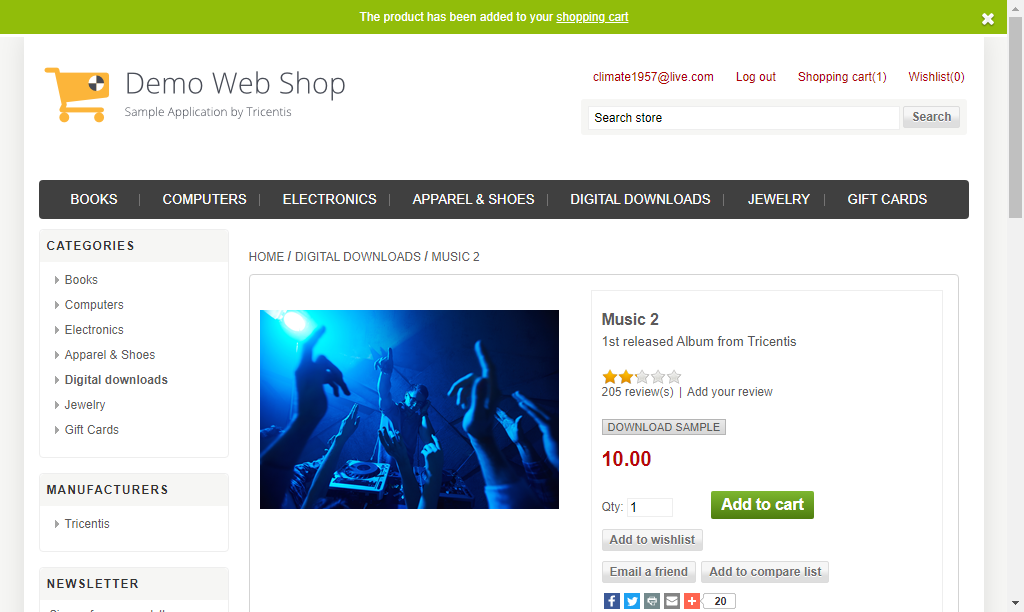 The product has been added to your shopping cart
Demo Web Shop
Sample Application by Tricentis
climate1957@live.com Log out Shopping cart(1) Wishlist(0)
Search store Search
BOOKS COMPUTERS ELECTRONICS APPAREL & SHOES DIGITAL DOWNLOADS JEWELRY GIFT CARDS
CATEGORIES
Books
Computers
Electronics
Apparel & Shoes
Digital downloads
Jewelry
Gift Cards
MANUFACTURERS
Tricentis
NEWSLETTER
HOME / DIGITAL DOWNLOADS / MUSIC 2
Music 2
1st released Album from Tricentis
205 review(s) | Add your review
DOWNLOAD SAMPLE
10.00
Qty: 1 Add to cart
Add to wishlist
Email a friend Add to compare list
20